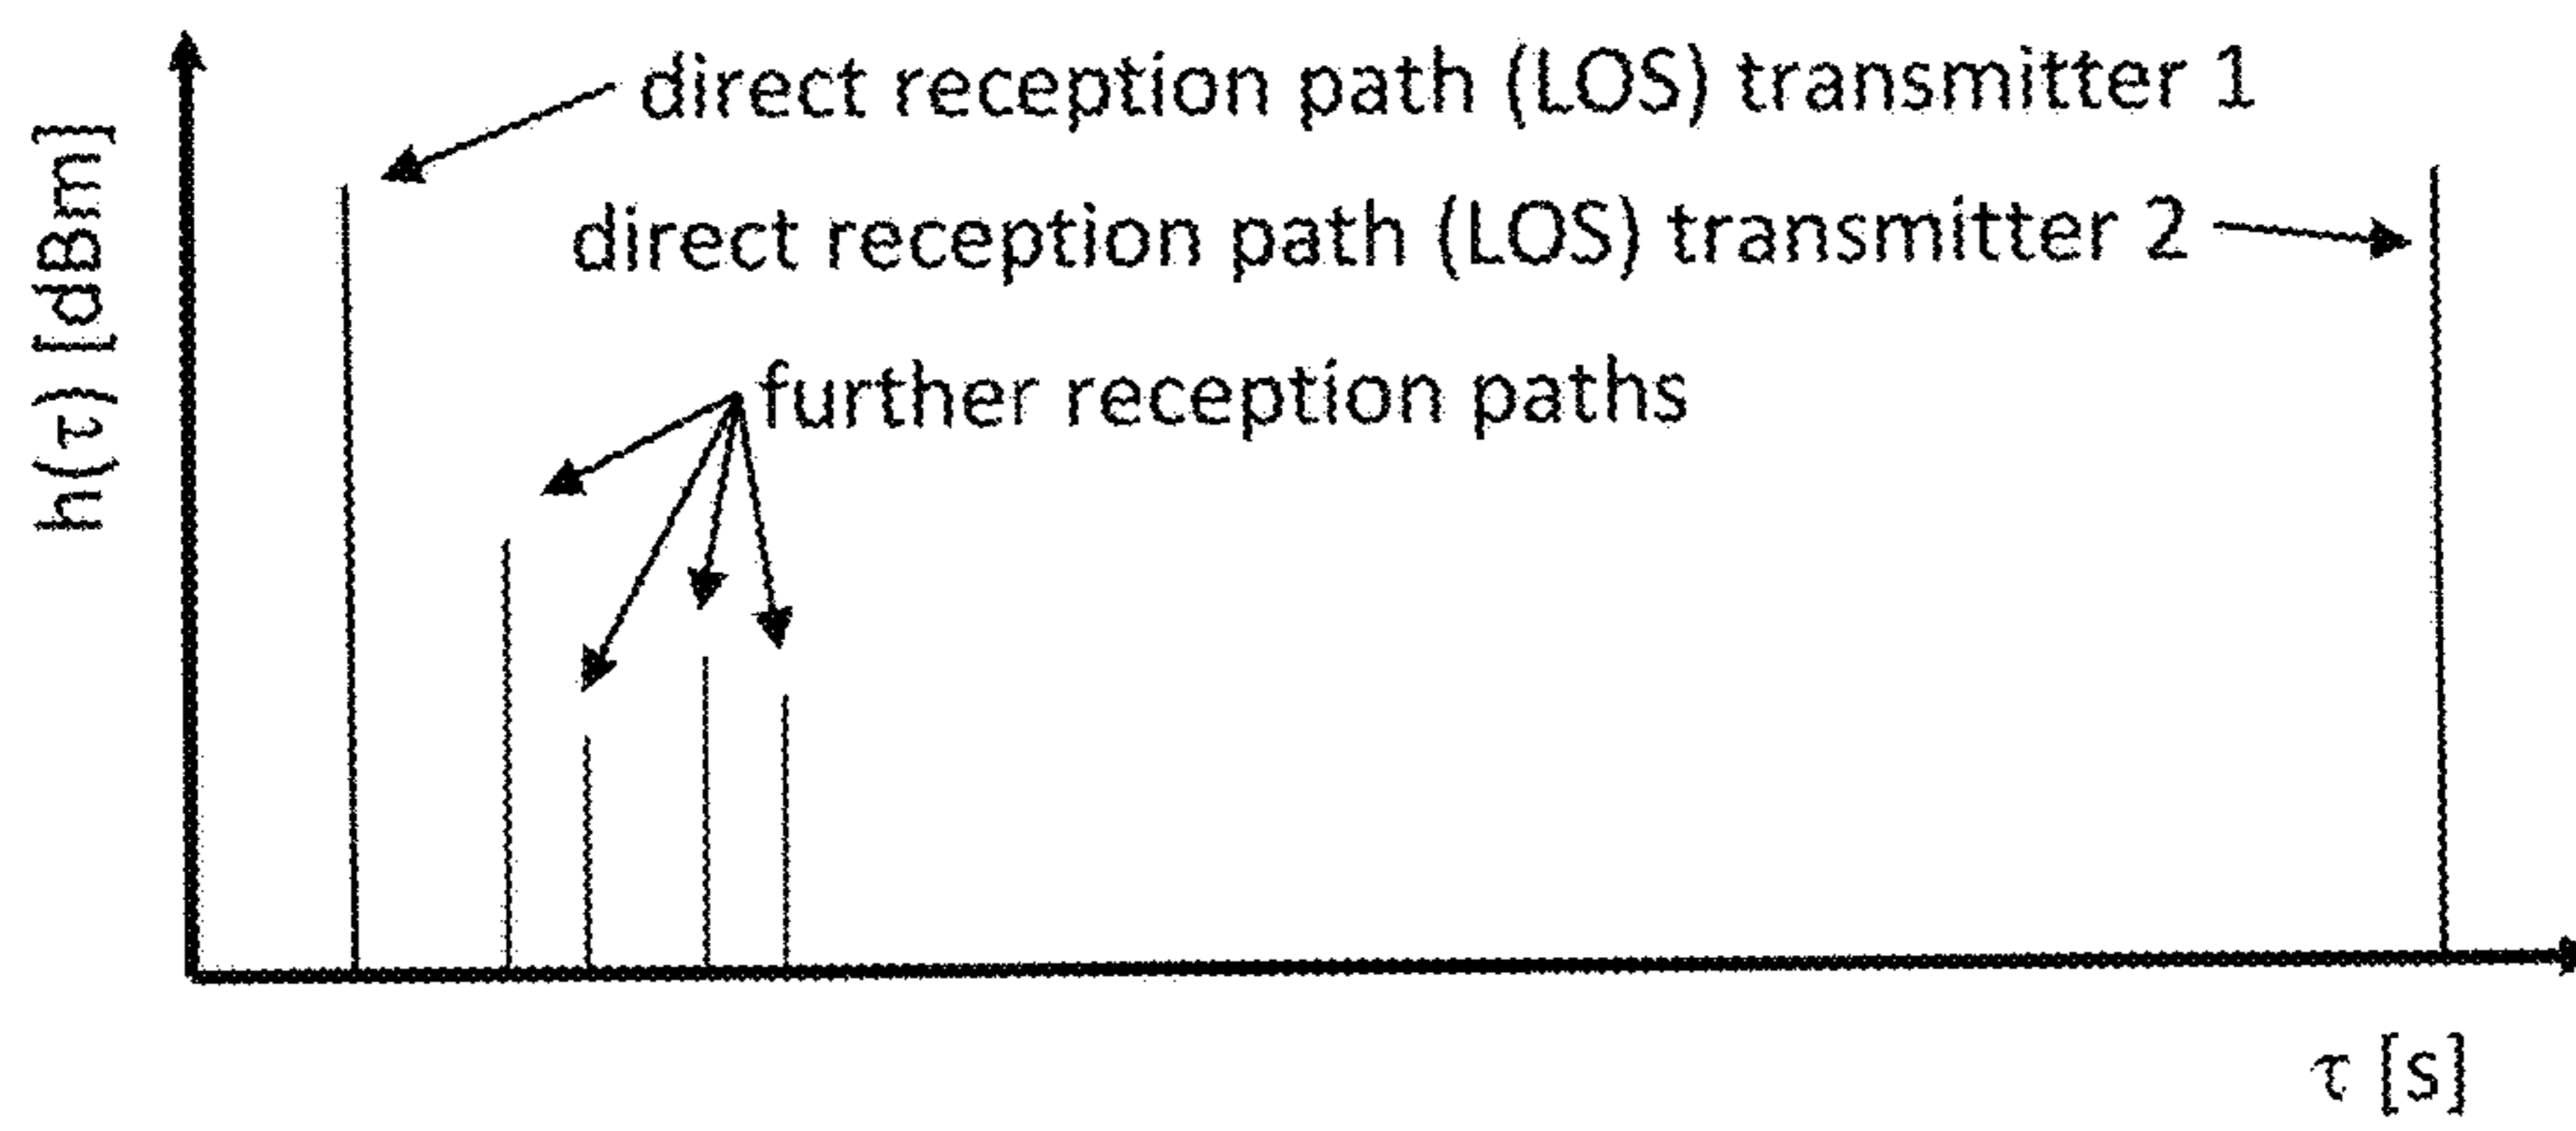 h(τ) [dBm]
direct reception path (LOS) transmitter 1
direct reception path (LOS) transmitter 2
further reception paths
τ [s]